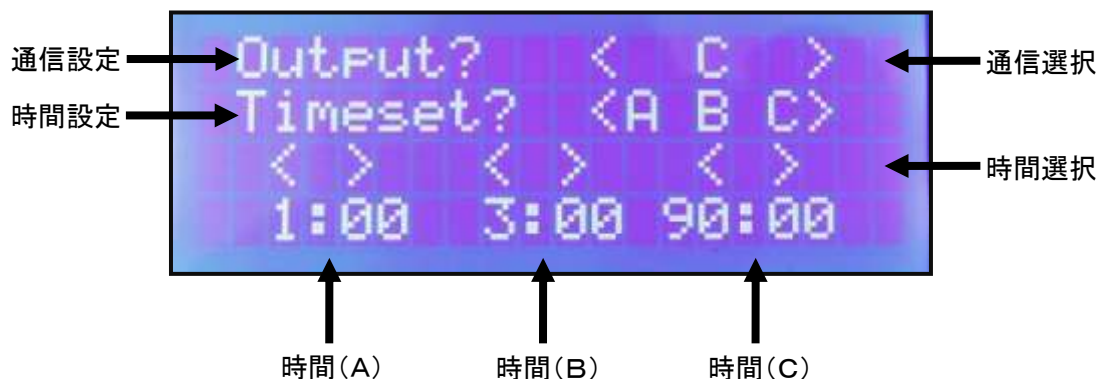 通信設定
Output? < C >
通信選択
時間設定
Timeset? <A B C>
< > < > < >
時間選択
1:00 3:00 90:00
時間(A) 時間(B) 時間(C)